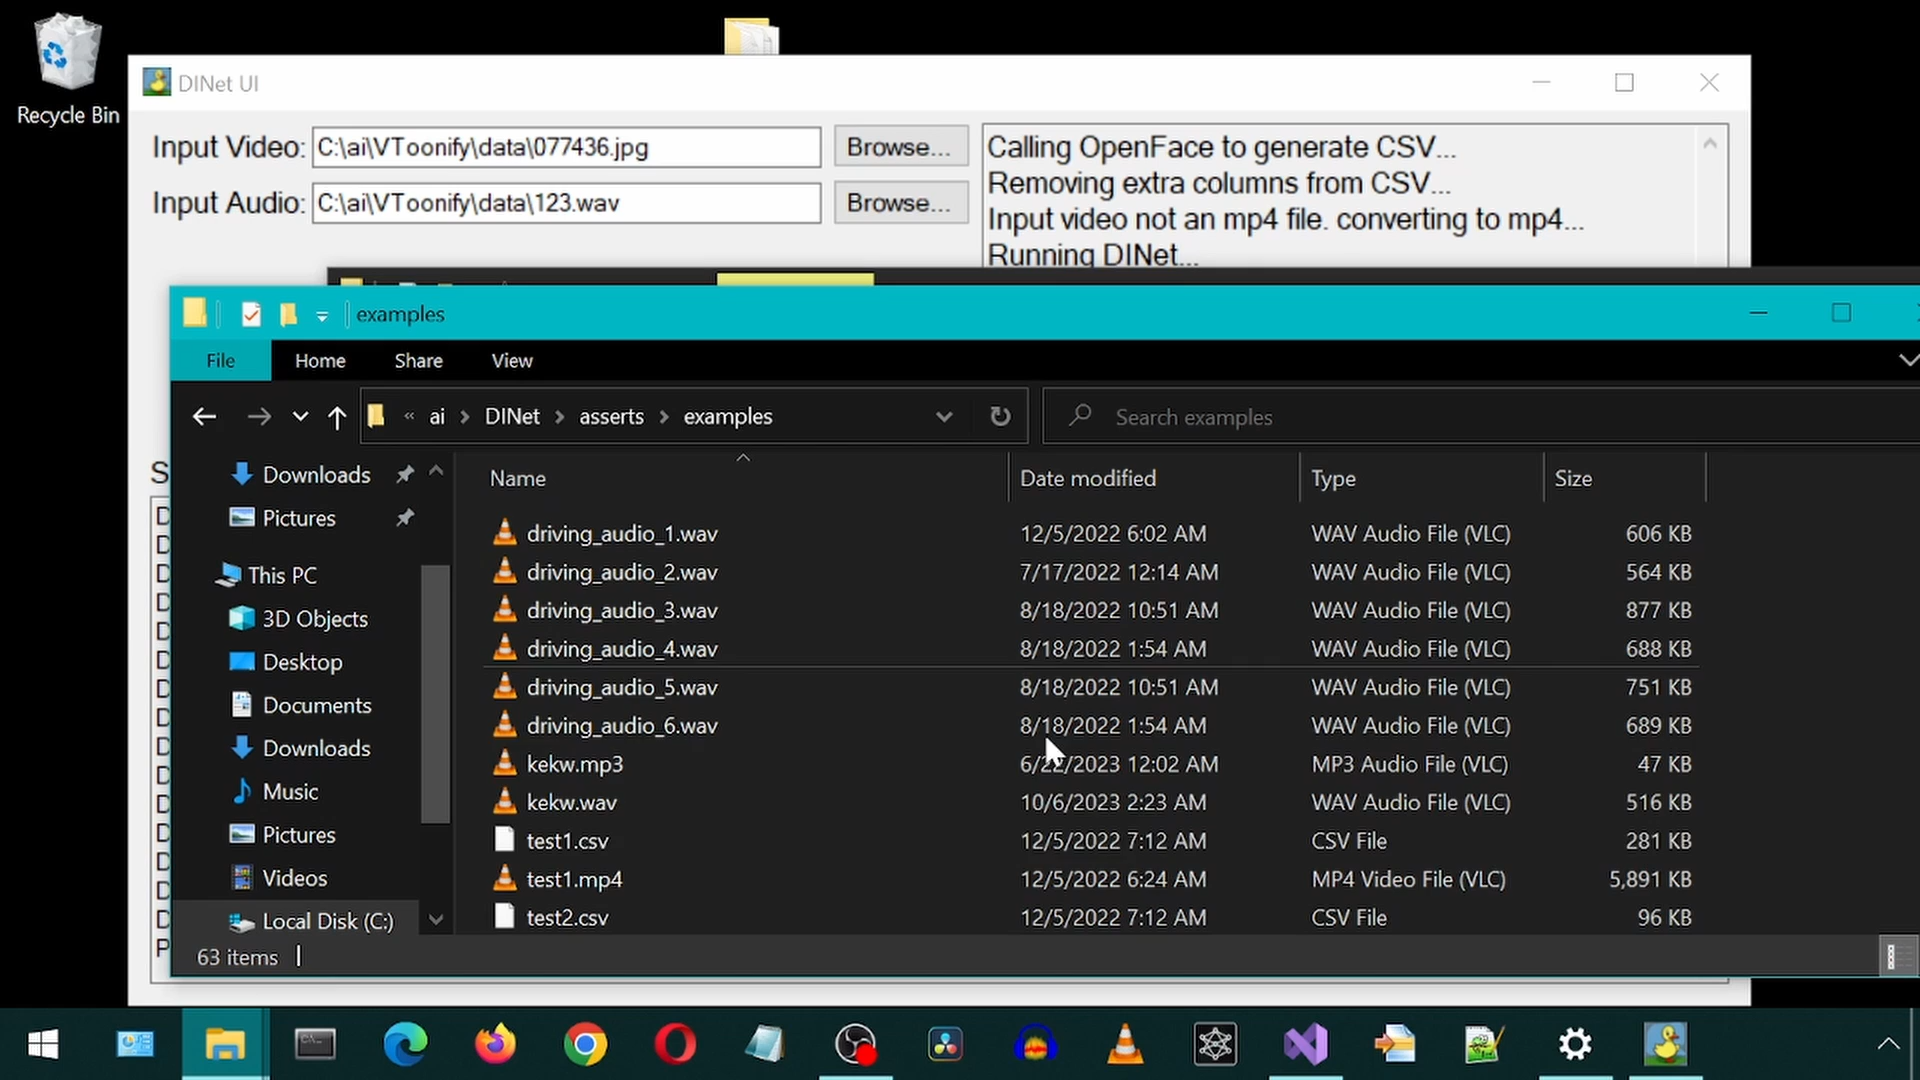 Recycle Bin
DINet UI
Input Video: C:\ai\VToonify\data\077436.jpg Browse...
Input Audio: C:\ai\VToonify\data\123.wav Browse...
Calling OpenFace to generate CSV...
Removing extra columns from CSV...
Input video not an mp4 file. converting to mp4...
Running DINet...
examples
File Home Share View
« ai > DINet > asserts > examples
Search examples
Downloads
Pictures
This PC
3D Objects
Desktop
Documents
Downloads
Music
Pictures
Videos
Local Disk (C:)
Name Date modified Type Size
driving_audio_1.wav 12/5/2022 6:02 AM WAV Audio File (VLC) 606 KB
driving_audio_2.wav 7/17/2022 12:14 AM WAV Audio File (VLC) 564 KB
driving_audio_3.wav 8/18/2022 10:51 AM WAV Audio File (VLC) 877 KB
driving_audio_4.wav 8/18/2022 1:54 AM WAV Audio File (VLC) 688 KB
driving_audio_5.wav 8/18/2022 10:51 AM WAV Audio File (VLC) 751 KB
driving_audio_6.wav 8/18/2022 1:54 AM WAV Audio File (VLC) 689 KB
kekw.mp3 6/22/2023 12:02 AM MP3 Audio File (VLC) 47 KB
kekw.wav 10/6/2023 2:23 AM WAV Audio File (VLC) 516 KB
test1.csv 12/5/2022 7:12 AM CSV File 281 KB
test1.mp4 12/5/2022 6:24 AM MP4 Video File (VLC) 5,891 KB
test2.csv 12/5/2022 7:12 AM CSV File 96 KB
63 items